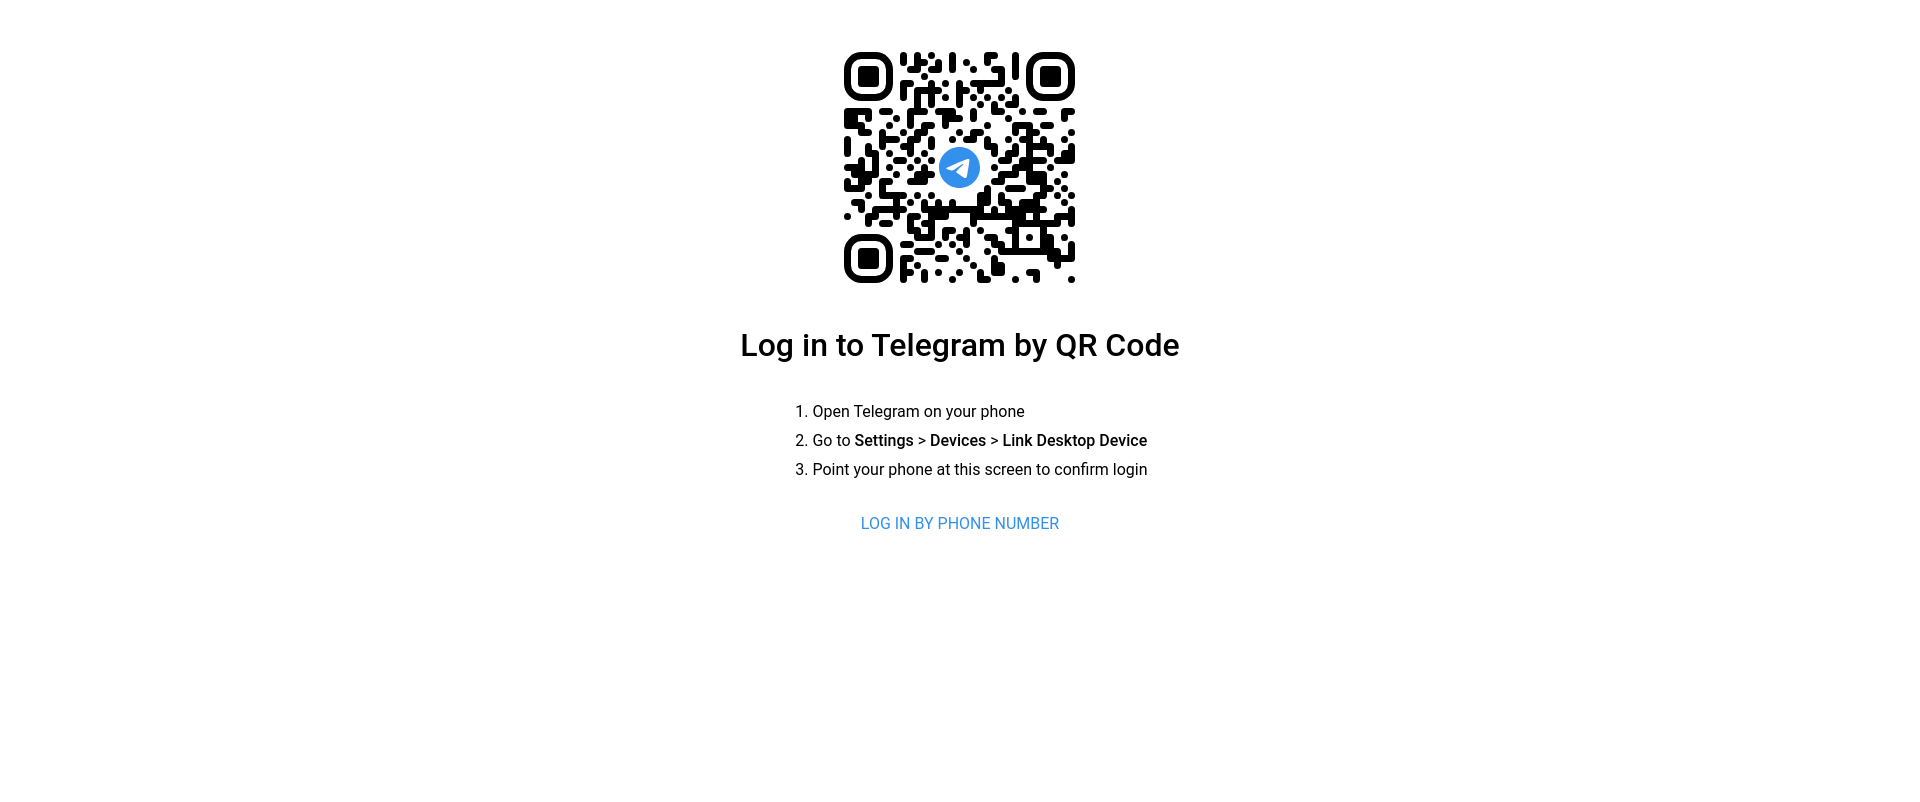 Log in to Telegram by QR Code
1. Open Telegram on your phone
2. Go to Settings > Devices > Link Desktop Device
3. Point your phone at this screen to confirm login
LOG IN BY PHONE NUMBER